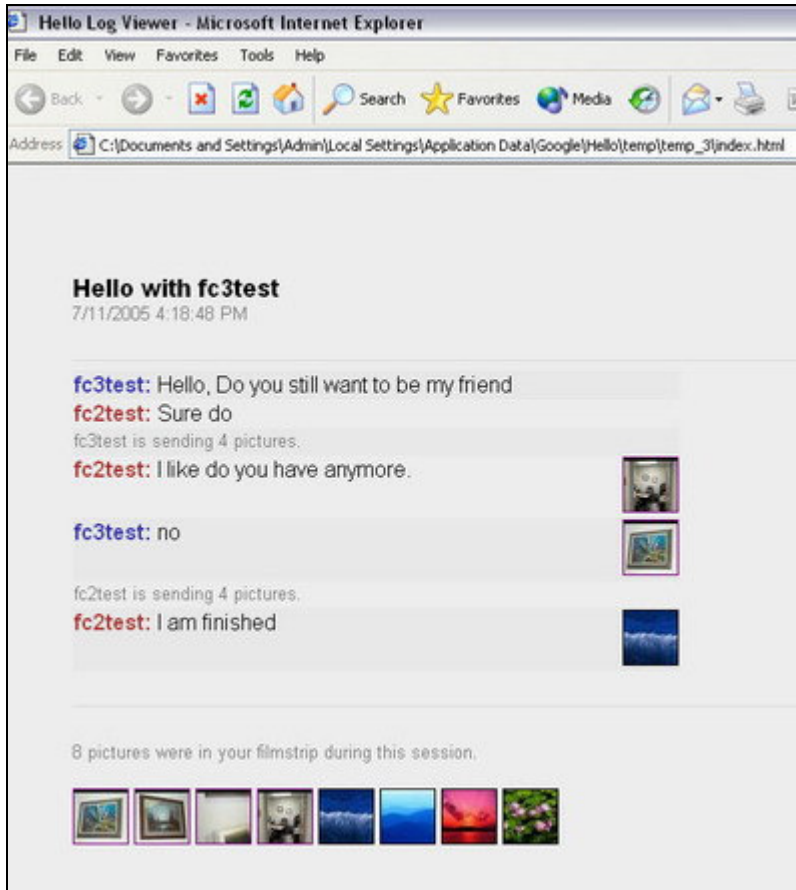 Hello Log Viewer - Microsoft Internet Explorer
File Edit View Favorites Tools Help
Back Search Favorites Media
Address C:\Documents and Settings\Admin\Local Settings\Application Data\Google\Hello\temp\temp_3\index.html
Hello with fc3test
7/11/2005 4:18:48 PM
fc3test: Hello, Do you still want to be my friend
fc2test: Sure do
fc3test is sending 4 pictures.
fc2test: I like do you have anymore.
fc3test: no
fc2test is sending 4 pictures.
fc2test: I am finished
8 pictures were in your filmstrip during this session.